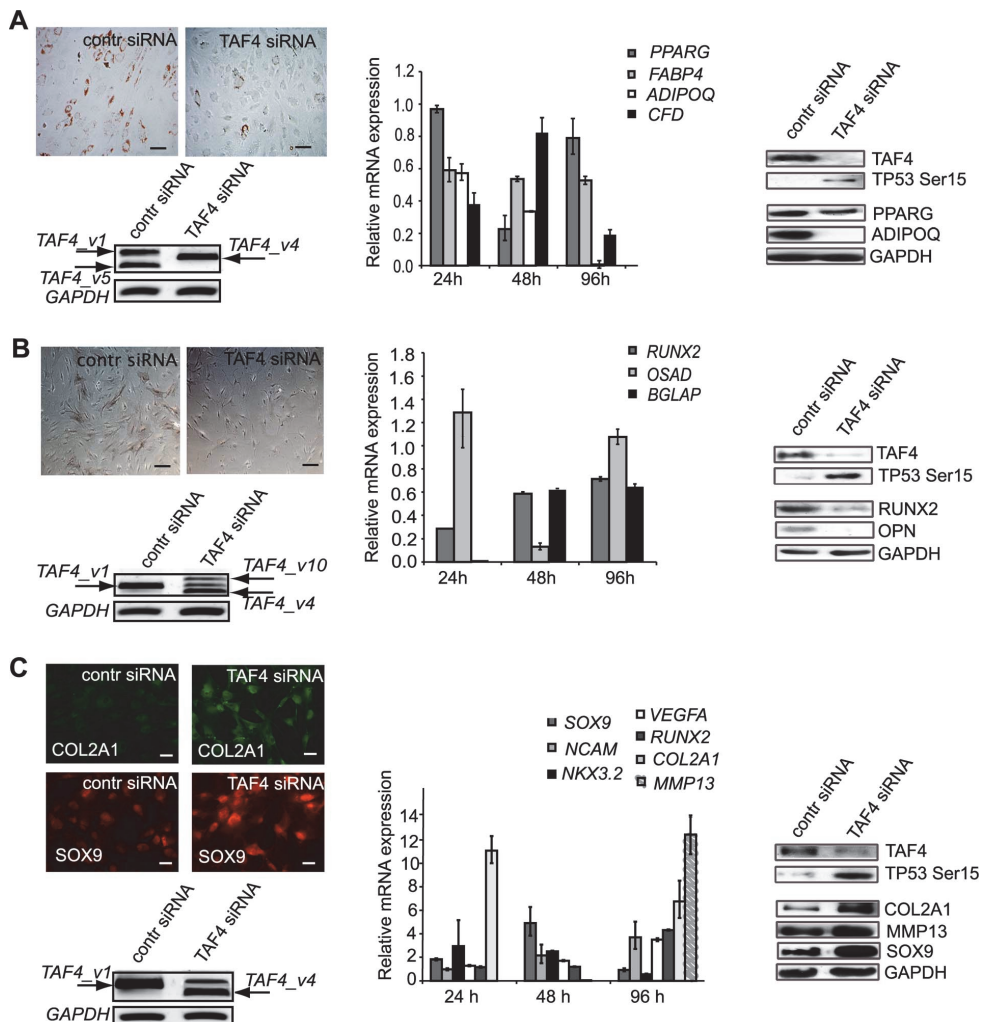 A
contr siRNA
TAF4 siRNA
contr siRNA
TAF4 siRNA
TAF4_v1
TAF4_v4
TAF4_v5
GAPDH
PPARG
FABP4
ADIPOQ
CFD
Relative mRNA expression
1.2
1.0
0.8
0.6
0.4
0.2
0.0
24h
48h
96h
contr siRNA
TAF4 siRNA
TAF4
TP53 Ser15
PPARG
ADIPOQ
GAPDH
B
contr siRNA
TAF4 siRNA
contr siRNA
TAF4 siRNA
TAF4_v1
TAF4_v10
TAF4_v4
GAPDH
RUNX2
OSAD
BGLAP
Relative mRNA expression
1.8
1.6
1.4
1.2
1.0
0.8
0.6
0.4
0.2
0.0
24h
48h
96h
contr siRNA
TAF4 siRNA
TAF4
TP53 Ser15
RUNX2
OPN
GAPDH
C
contr siRNA
COL2A1
TAF4 siRNA
COL2A1
contr siRNA
SOX9
TAF4 siRNA
SOX9
contr siRNA
TAF4 siRNA
TAF4_v1
TAF4_v4
GAPDH
SOX9
NCAM
NKX3.2
VEGFA
RUNX2
COL2A1
MMP13
Relative mRNA expression
14
12
10
8
6
4
2
0
24 h
48 h
96 h
contr siRNA
TAF4 siRNA
TAF4
TP53 Ser15
COL2A1
MMP13
SOX9
GAPDH